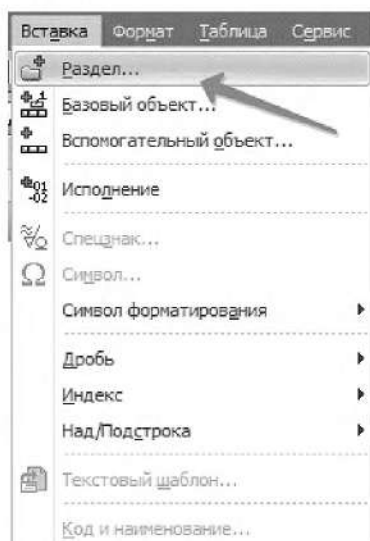 Вставка Формат Таблица Сервис
Раздел...
Базовый объект...
Вспомогательный объект...
Исполнение
Спецзнак...
Символ...
Символ форматирования
Дробь
Индекс
Над/Подстрока
Текстовый шаблон...
Код и наименование...